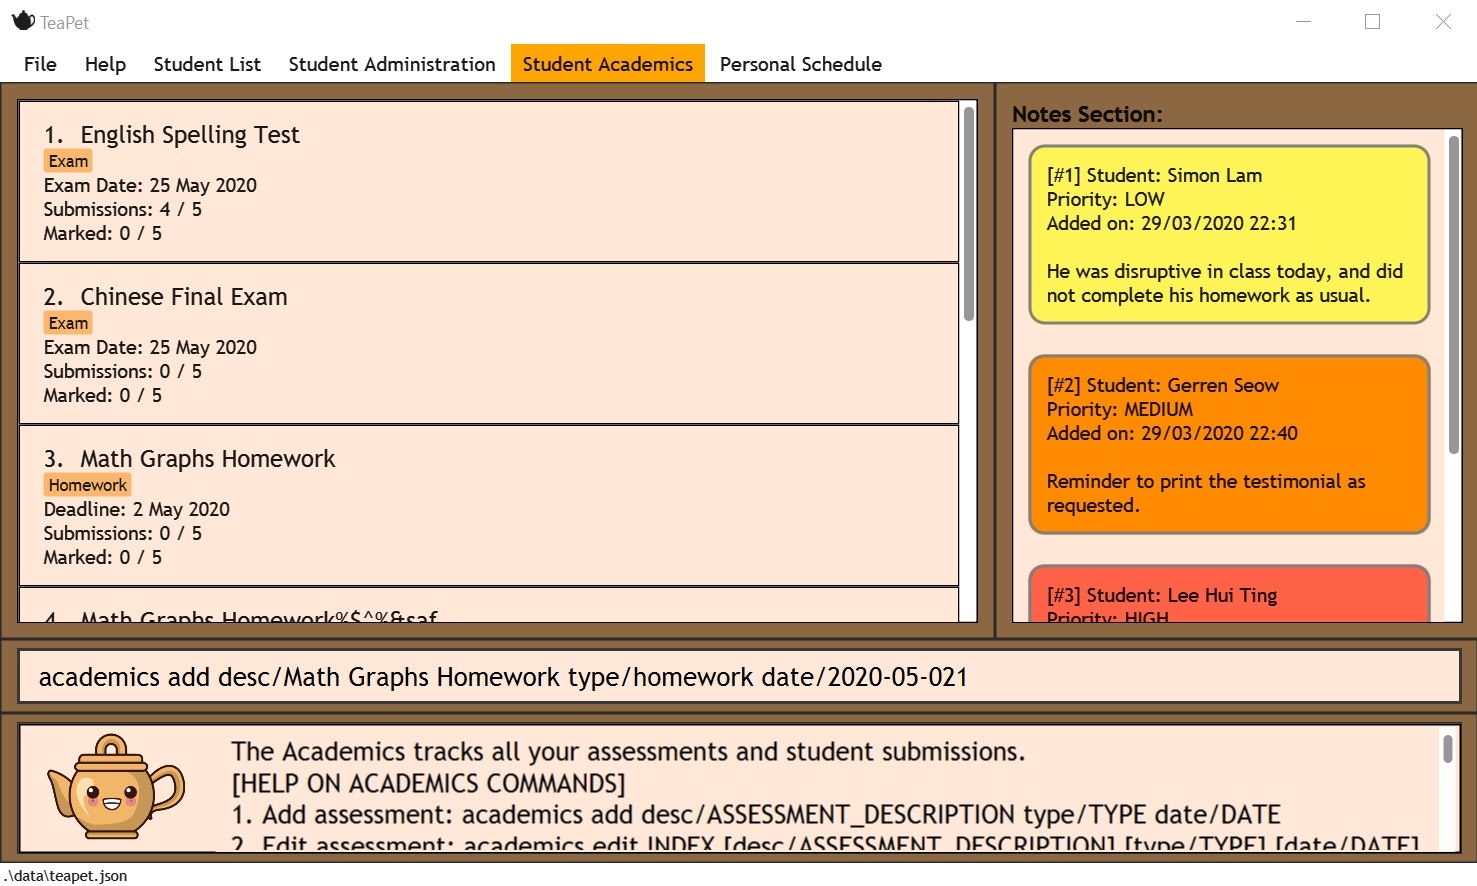 TeaPet
File Help Student List Student Administration Student Academics Personal Schedule
1. English Spelling Test
Exam
Exam Date: 25 May 2020
Submissions: 4 / 5
Marked: 0 / 5
2. Chinese Final Exam
Exam
Exam Date: 25 May 2020
Submissions: 0 / 5
Marked: 0 / 5
3. Math Graphs Homework
Homework
Deadline: 2 May 2020
Submissions: 0 / 5
Marked: 0 / 5
4. Math Graphs Homework%$^%&saf
Notes Section:
[#1] Student: Simon Lam
Priority: LOW
Added on: 29/03/2020 22:31
He was disruptive in class today, and did
not complete his homework as usual.
[#2] Student: Gerren Seow
Priority: MEDIUM
Added on: 29/03/2020 22:40
Reminder to print the testimonial as
requested.
[#3] Student: Lee Hui Ting
Priority: HIGH
academics add desc/Math Graphs Homework type/homework date/2020-05-021
The Academics tracks all your assessments and student submissions.
[HELP ON ACADEMICS COMMANDS]
1. Add assessment: academics add desc/ASSESSMENT_DESCRIPTION type/TYPE date/DATE
2. Edit assessment: academics edit INDEX [desc/ASSESSMENT_DESCRIPTION] [type/TYPE] [date/DATE]
.\data\teapet.json